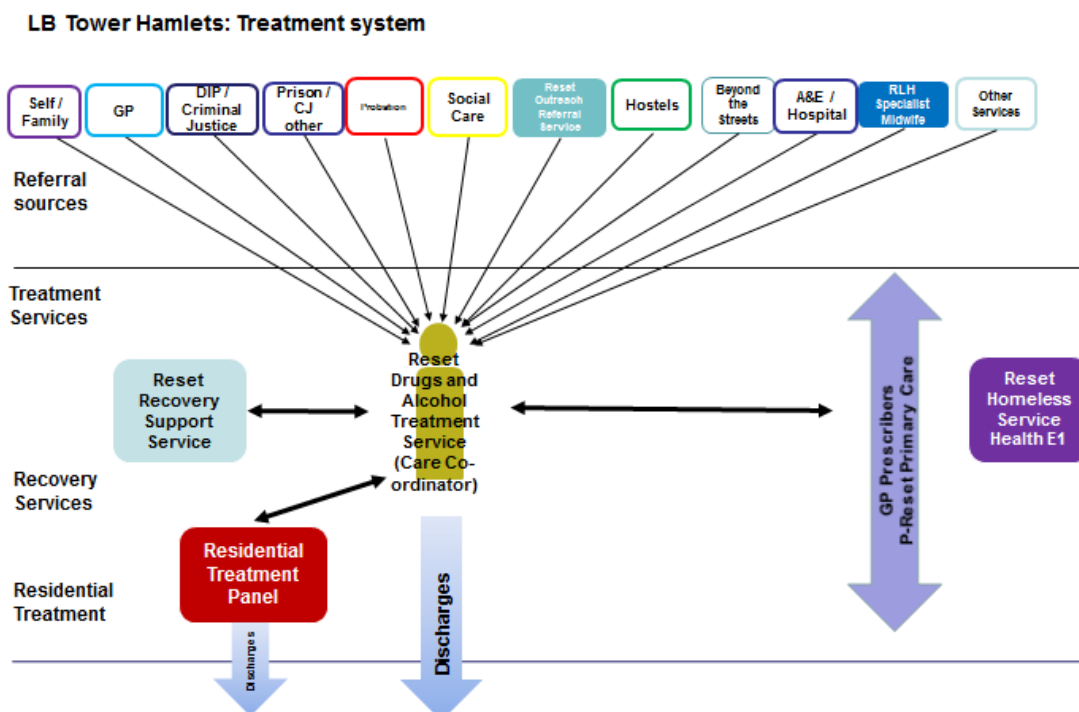 LB Tower Hamlets: Treatment system
Self /
Family
GP
DIP /
Criminal
Justice
Prison /
CJ
other
Probation
Social
Care
Reset
Outreach
Referral
Service
Hostels
Beyond
the
Streets
A&E /
Hospital
RLH
Specialist
Midwife
Other
Services
Referral
sources
Treatment
Services
Reset
Recovery
Support
Service
Reset
Drugs and
Alcohol
Treatment
Service
(Care Co-
ordinator)
GP Prescribers
P-Reset Primary Care
Reset
Homeless
Service
Health E1
Recovery
Services
Residential
Treatment
Panel
Residential
Treatment
Discharges
Discharges